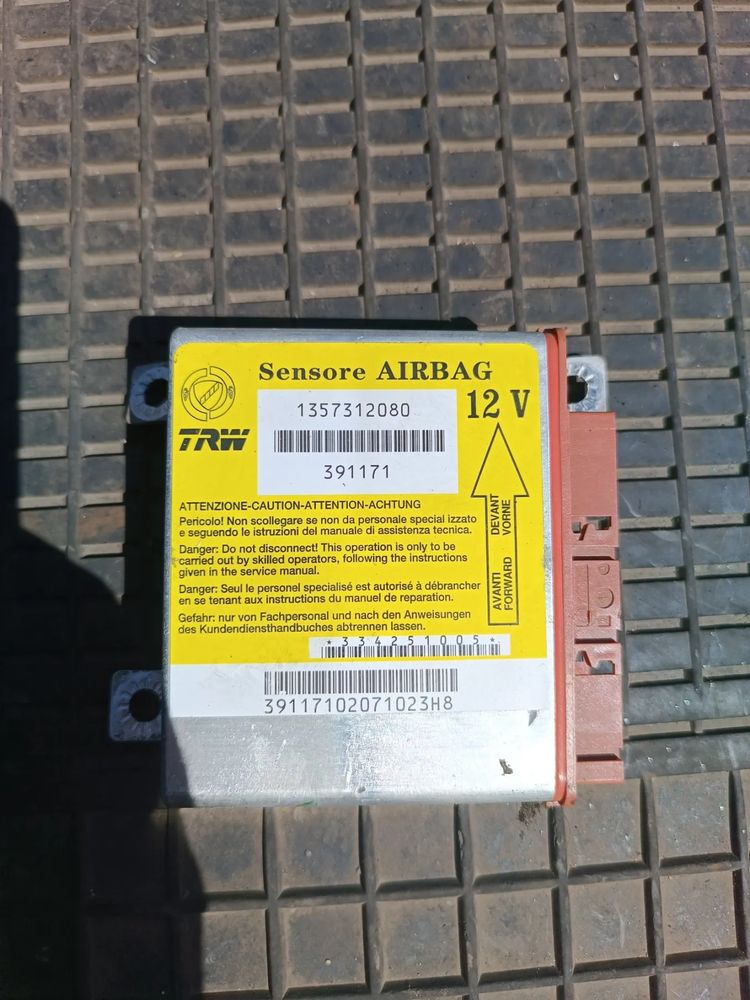 Sensore AIRBAG
12 V
1357312080
391171
TRW
ATTENZIONE-CAUTION-ATTENTION-ACHTUNG
Pericolo! Non scollegare se non da personale special izzato
e seguendo le istruzioni del manuale di assistenza tecnica.
Danger: Do not disconnect! This operation is only to be
carried out by skilled operators, following the instructions
given in the service manual.
Danger: Seul le personel spécialisé est autorisé à débrancher
en se tenant aux instructions du manuel de reparation.
Gefahr: nur von Fachpersonal und nach den Anweisungen
des Kundendiensthandbuches abtrennen lassen.
AVANTI DEVANT
FORWARD VORNE
*334251005*
39117102071023H8